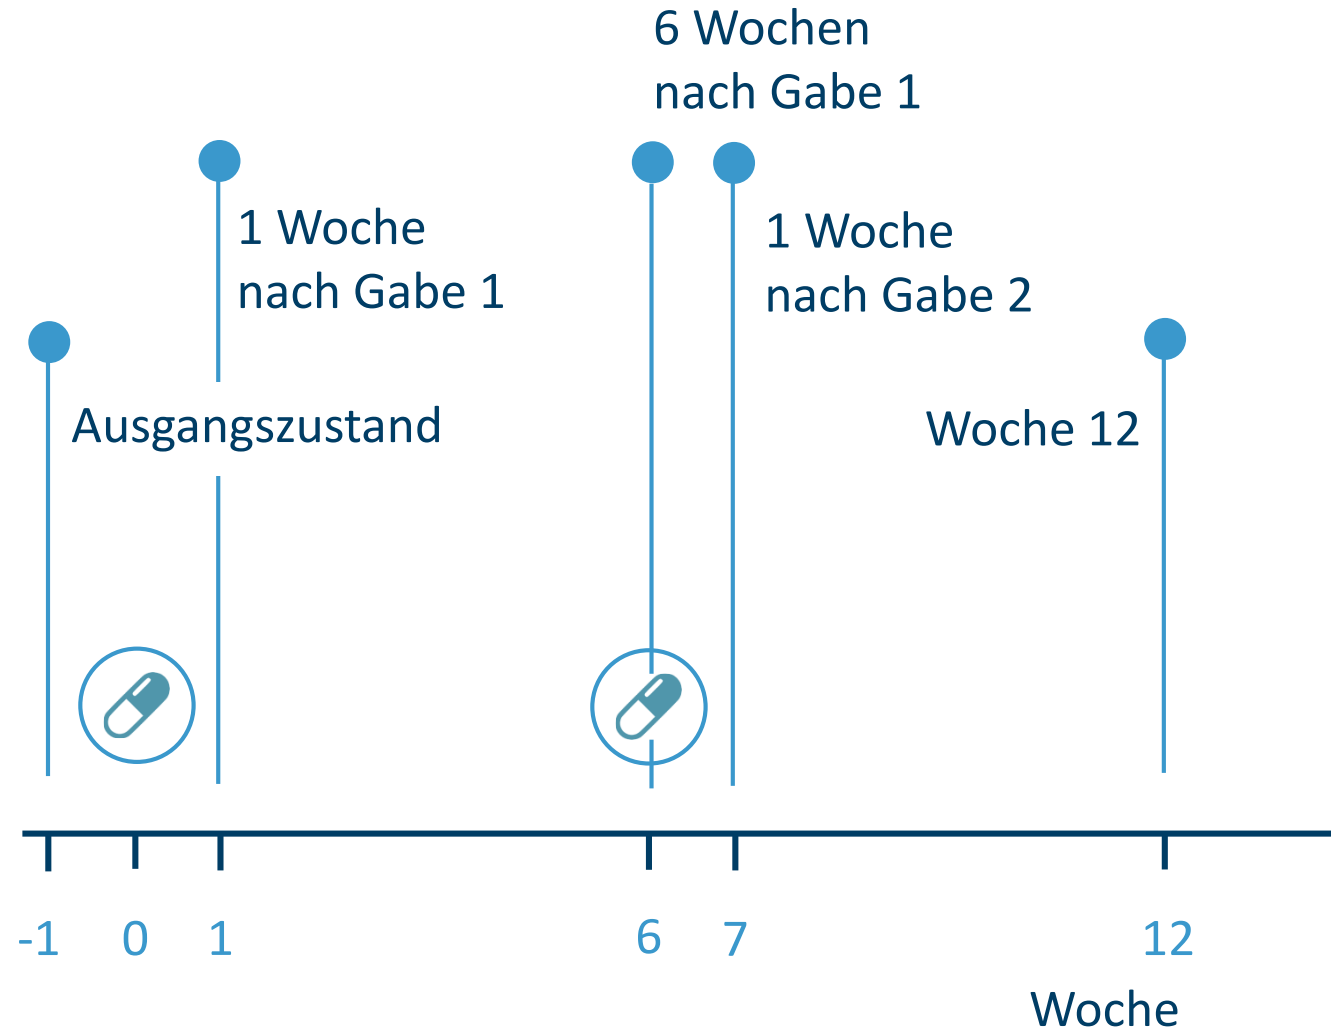 6 Wochen
nach Gabe 1
1 Woche
nach Gabe 1
1 Woche
nach Gabe 2
Ausgangszustand
Woche 12
-1 0 1 6 7 12
Woche